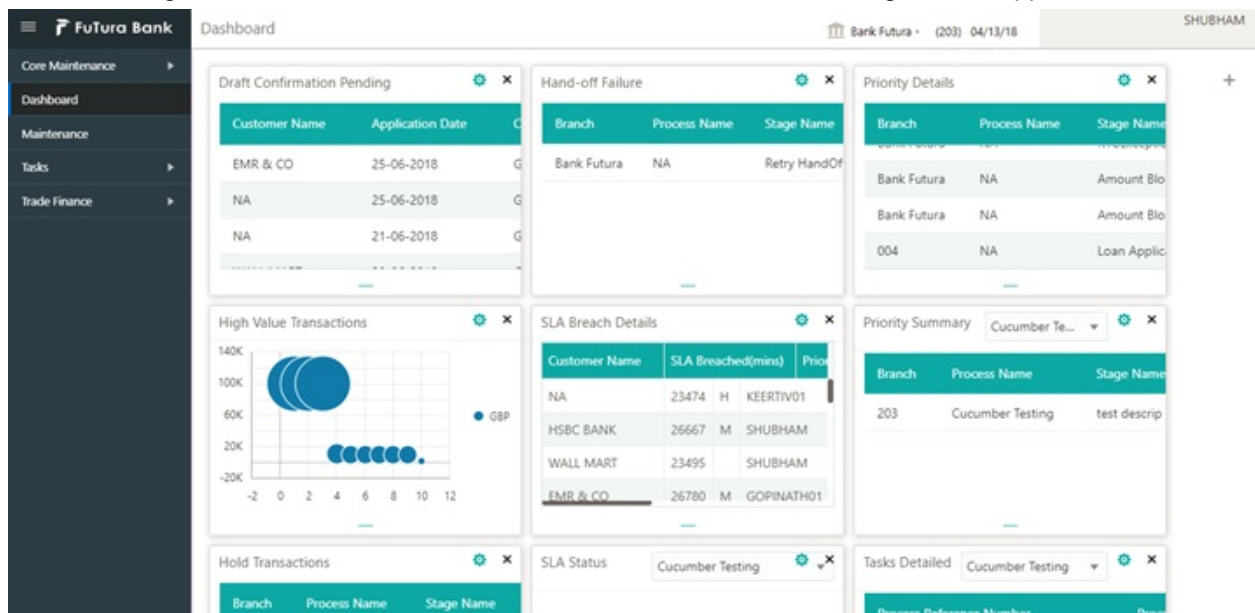 FuTura Bank
Dashboard
Bank Futura - (203) 04/13/18
SHUBHAM
Core Maintenance
Dashboard
Maintenance
Tasks
Trade Finance
Draft Confirmation Pending
Customer Name Application Date C
EMR & CO 25-06-2018 G
NA 25-06-2018 G
NA 21-06-2018 G
Hand-off Failure
Branch Process Name Stage Name
Bank Futura NA Retry HandOf
Priority Details
Branch Process Name Stage Name
Bank Futura NA Amount Blo
Bank Futura NA Amount Blo
004 NA Loan Applic
High Value Transactions
140K
100K
60K
20K
-20K
-2 0 2 4 6 8 10 12
GBP
SLA Breach Details
Customer Name SLA Breached(mins) Prior
NA 23474 H KEERTIV01
HSBC BANK 26667 M SHUBHAM
WALL MART 23495 SHUBHAM
EMR & CO 26780 M GOPINATH01
Priority Summary Cucumber Te...
Branch Process Name Stage Name
203 Cucumber Testing test descrip
Hold Transactions
Branch Process Name Stage Name
SLA Status Cucumber Testing
Tasks Detailed Cucumber Testing
Process Reference Number